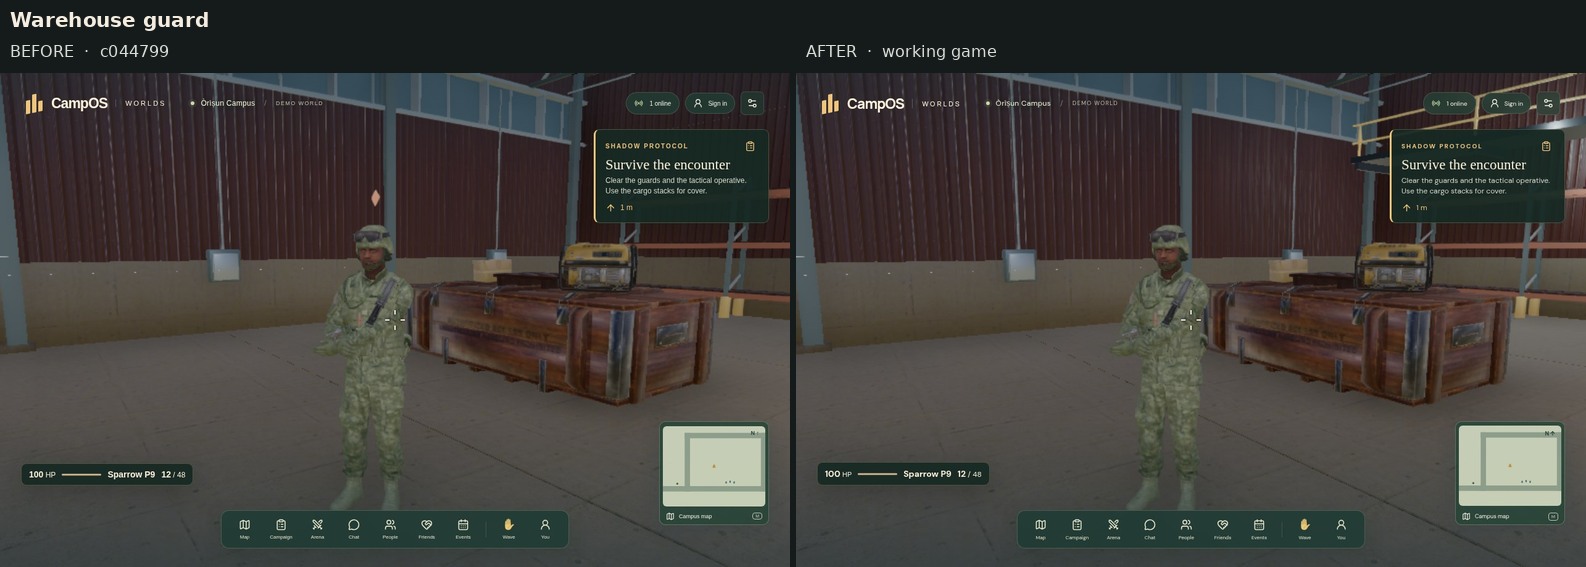 Warehouse guard
BEFORE · c044799
AFTER · working game
CampOS WORLDS Òrìṣun Campus / DEMO WORLD
1 online Sign in
SHADOW PROTOCOL
Survive the encounter
Clear the guards and the tactical operative.
Use the cargo stacks for cover.
1 m
N
100 HP Sparrow P9 12 / 48
Campus map M
Map Campaign Arena Chat People Friends Events Wave You
CampOS WORLDS Òrìṣun Campus / DEMO WORLD
1 online Sign in
SHADOW PROTOCOL
Survive the encounter
Clear the guards and the tactical operative.
Use the cargo stacks for cover.
1 m
N
100 HP Sparrow P9 12 / 48
Campus map M
Map Campaign Arena Chat People Friends Events Wave You